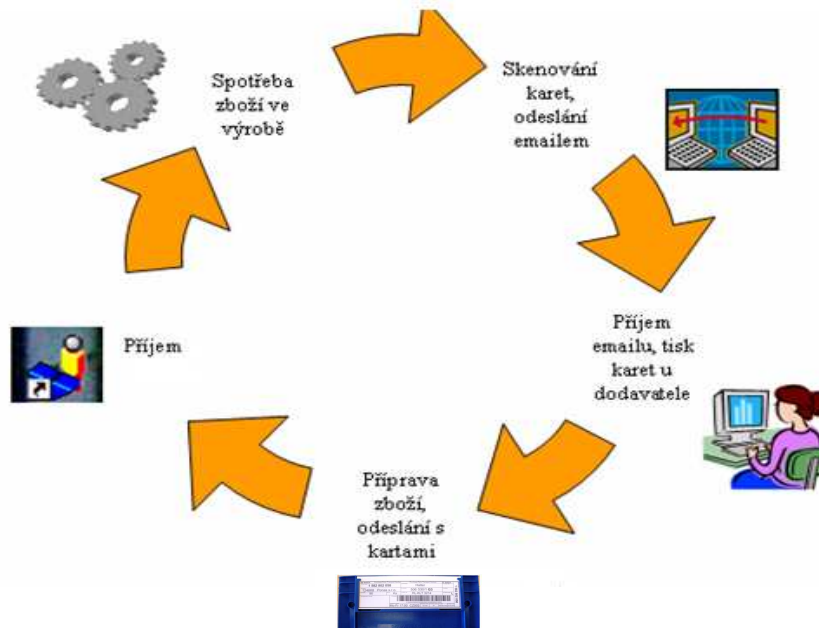 Spotřeba
zboží ve
výrobě
Skenování
karet,
odeslání
emailem
Příjem
emailu, tisk
karet u
dodavatele
Příprava
zboží,
odeslání s
kartami
Příjem